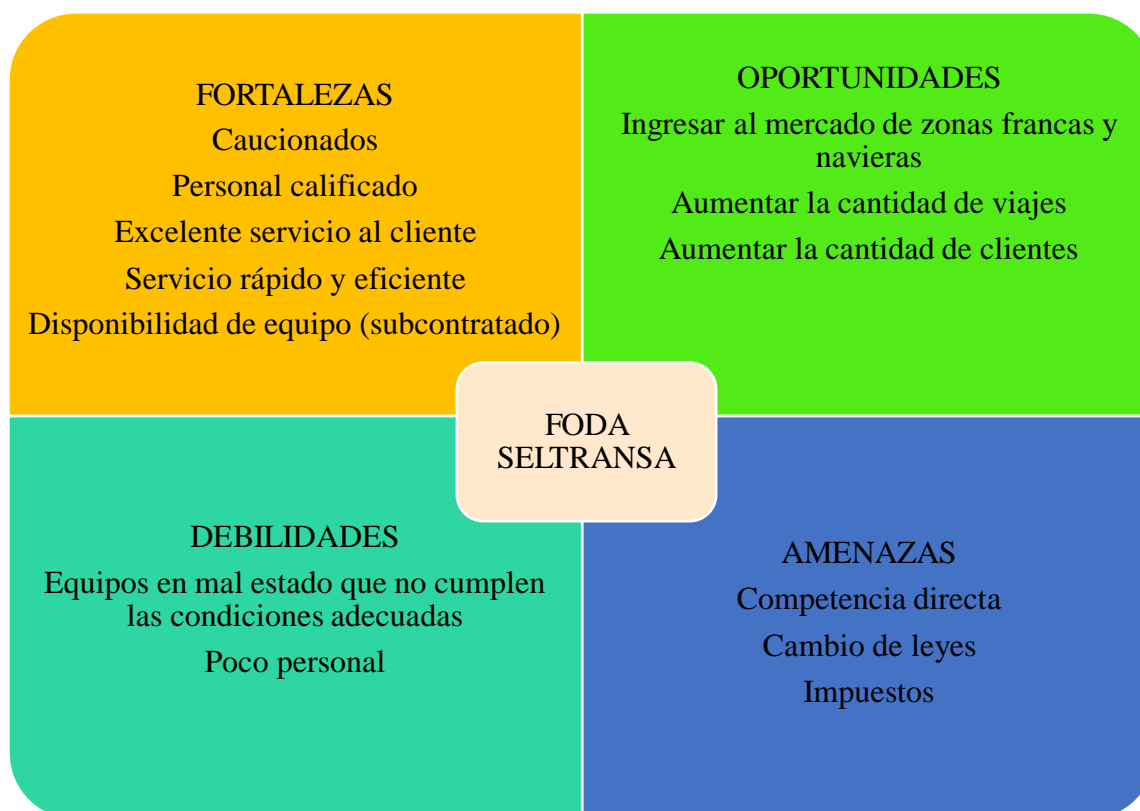 FORTALEZAS
Caucionados
Personal calificado
Excelente servicio al cliente
Servicio rápido y eficiente
Disponibilidad de equipo (subcontratado)
OPORTUNIDADES
Ingresar al mercado de zonas francas y
navieras
Aumentar la cantidad de viajes
Aumentar la cantidad de clientes
FODA
SELTRANSA
DEBILIDADES
Equipos en mal estado que no cumplen
las condiciones adecuadas
Poco personal
AMENAZAS
Competencia directa
Cambio de leyes
Impuestos